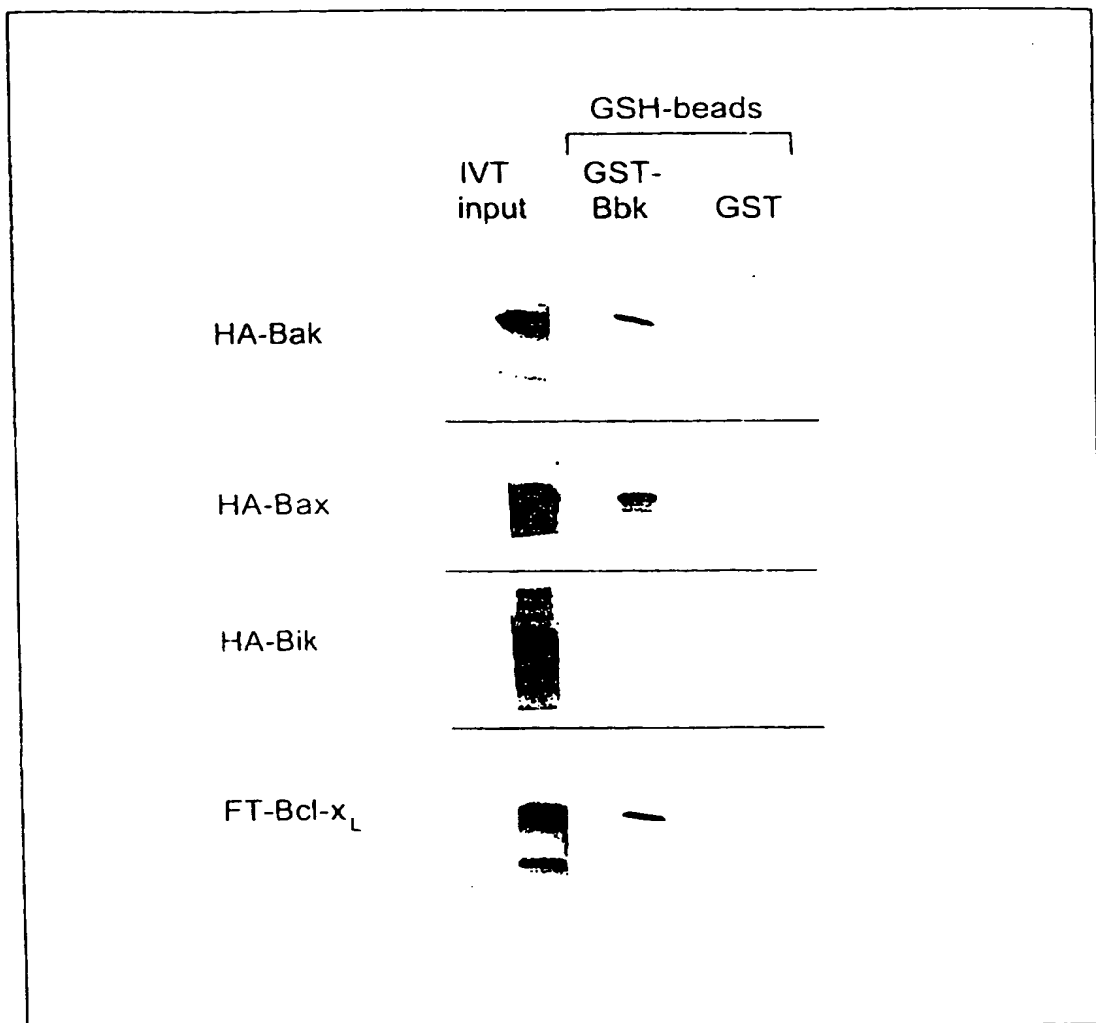 GSH-beads
IVT input
GST-Bbk
GST
HA-Bak
HA-Bax
HA-Bik
FT-Bcl-xL